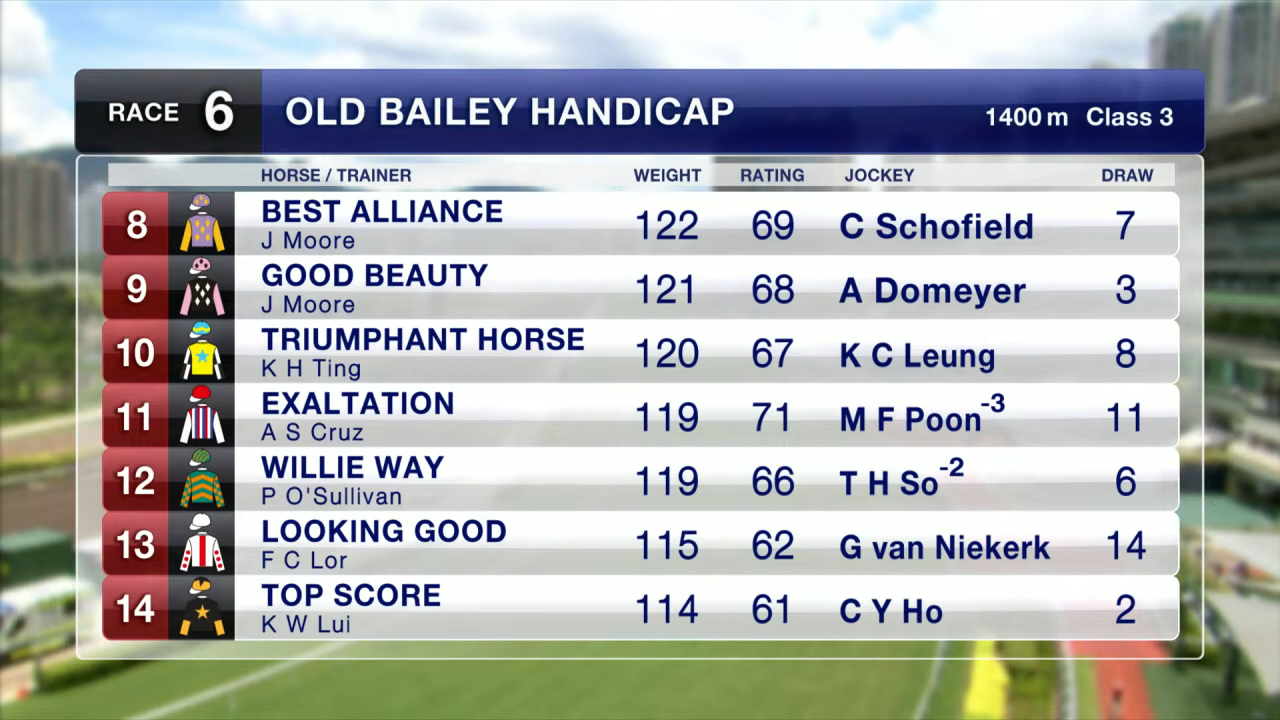 RACE 6 OLD BAILEY HANDICAP 1400 m Class 3
HORSE / TRAINER WEIGHT RATING JOCKEY DRAW
8 BEST ALLIANCE 122 69 C Schofield 7
J Moore
9 GOOD BEAUTY 121 68 A Domeyer 3
J Moore
10 TRIUMPHANT HORSE 120 67 K C Leung 8
K H Ting
11 EXALTATION 119 71 M F Poon-3 11
A S Cruz
12 WILLIE WAY 119 66 T H So-2 6
P O'Sullivan
13 LOOKING GOOD 115 62 G van Niekerk 14
F C Lor
14 TOP SCORE 114 61 C Y Ho 2
K W Lui